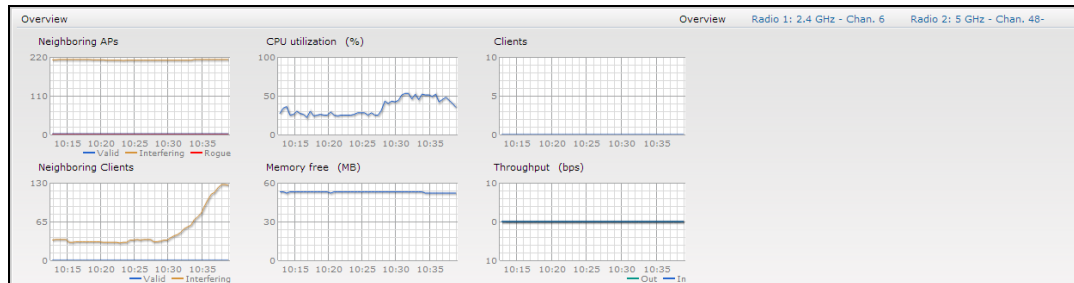 Overview Overview Radio 1: 2.4 GHz - Chan. 6 Radio 2: 5 GHz - Chan. 48-
Neighboring APs
220
110
0
10:15 10:20 10:25 10:30 10:35
Valid Interfering Rogue
CPU utilization (%)
100
50
0
10:15 10:20 10:25 10:30 10:35
Clients
10
5
0
10:15 10:20 10:25 10:30 10:35
Neighboring Clients
130
65
0
10:15 10:20 10:25 10:30 10:35
Valid Interfering
Memory free (MB)
60
30
0
10:15 10:20 10:25 10:30 10:35
Throughput (bps)
10
0
10
10:15 10:20 10:25 10:30 10:35
Out In